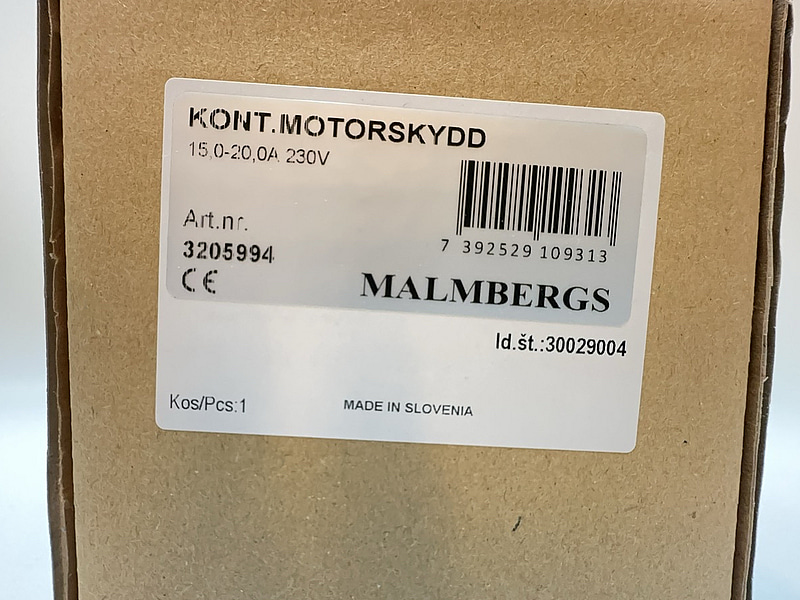 KONT.MOTORSKYDD
15,0-20,0A 230V
7 392529 109313
Art.nr.
3205994
CE
MALMBERGS
Id.št.:30029004
Kos/Pcs:1
MADE IN SLOVENIA